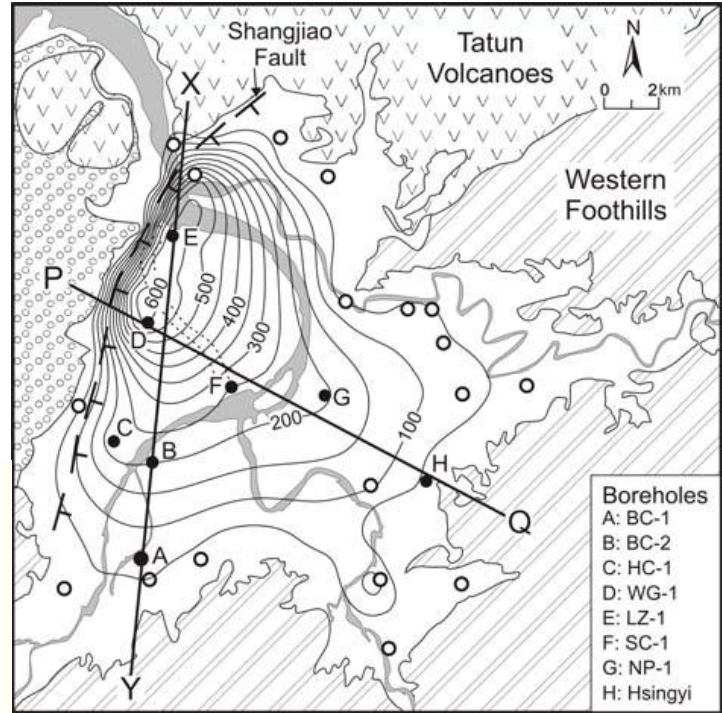 Shangjiao
Fault
Tatun
Volcanoes
N
0 2km
X
Western
Foothills
E
P
600
500
400
300
D
F
G
200
C
100
B
H
Q
A
Y
Boreholes
A: BC-1
B: BC-2
C: HC-1
D: WG-1
E: LZ-1
F: SC-1
G: NP-1
H: Hsingyi